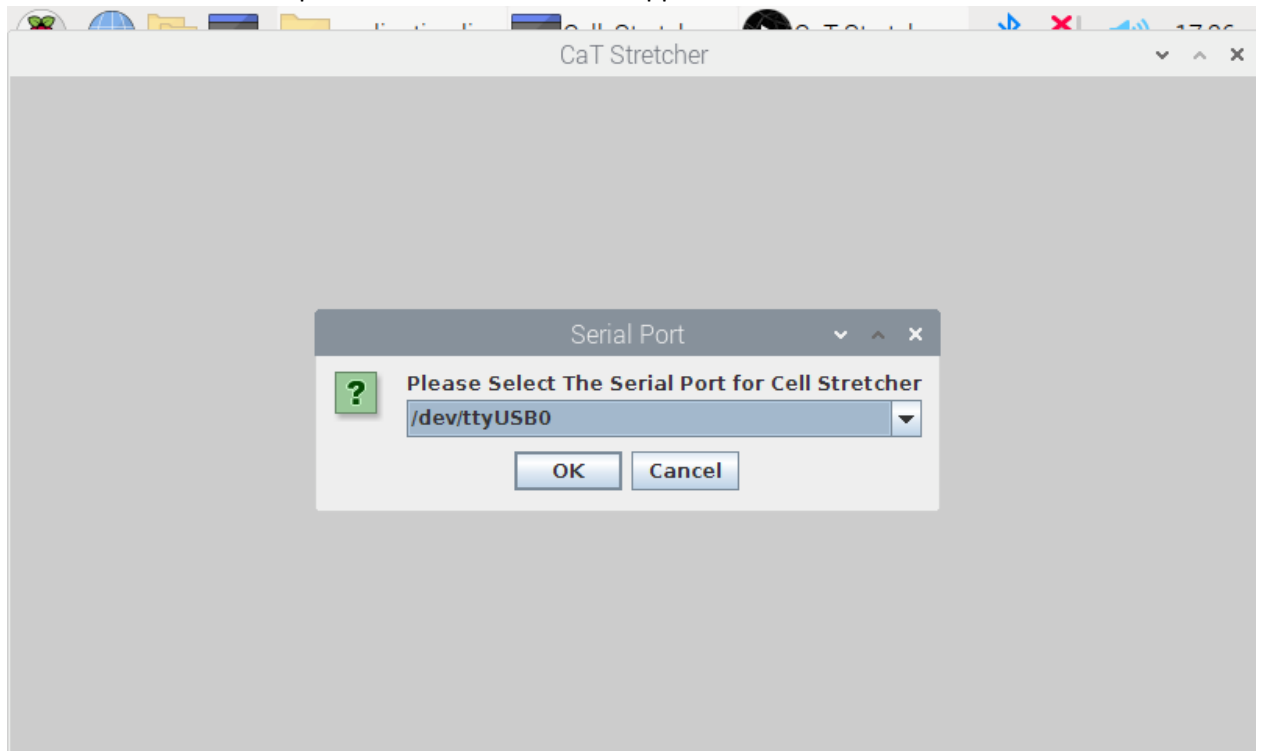 CaT Stretcher
Serial Port
Please Select The Serial Port for Cell Stretcher
/dev/ttyUSB0
OK
Cancel